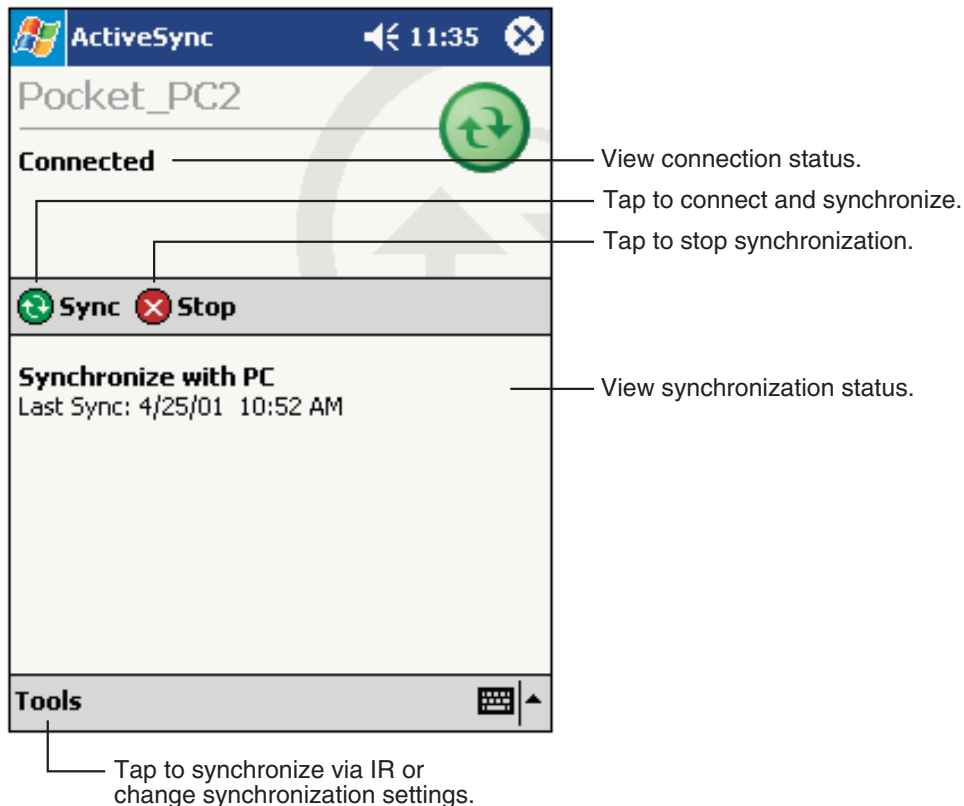 ActiveSync 11:35
Pocket_PC2
Connected
View connection status.
Tap to connect and synchronize.
Tap to stop synchronization.
Sync Stop
Synchronize with PC
Last Sync: 4/25/01 10:52 AM
View synchronization status.
Tools
Tap to synchronize via IR or
change synchronization settings.